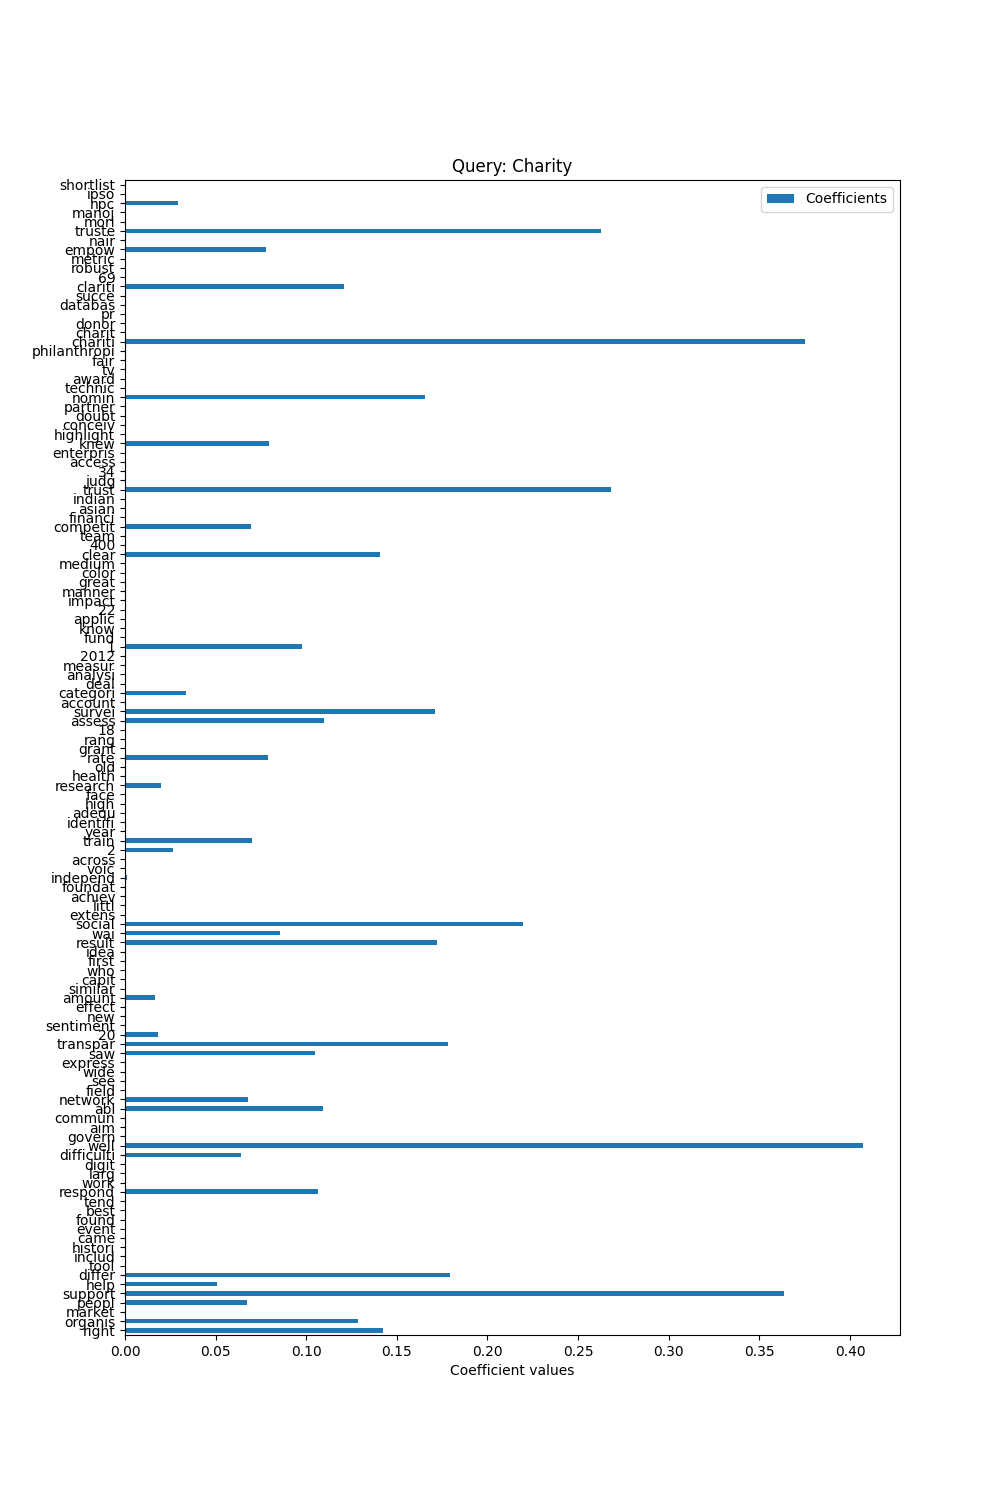 Query: Charity
Coefficients
shortlist
ipso
hpc
manoj
mori
truste
nair
empow
metric
robust
69
clariti
succe
databas
pr
donor
charit
chariti
philanthropi
fair
tv
award
technic
nomin
partner
doubt
conceiv
highlight
knew
enterpris
access
34
judg
trust
indian
asian
financi
competit
team
400
clear
medium
color
great
manner
impact
22
applic
know
fund
1
2012
measur
analysi
deal
categori
account
survei
assess
18
rang
grant
rate
old
health
research
face
high
adequ
identifi
year
train
2
across
voic
independ
foundat
achiev
littl
extens
social
wai
result
idea
first
who
capit
similar
amount
effect
new
sentiment
20
transpar
saw
express
wide
see
field
network
abl
commun
aim
govern
well
difficulti
digit
larg
work
respond
tend
best
found
event
came
histori
includ
tool
differ
help
support
peopl
market
organis
right
0.00 0.05 0.10 0.15 0.20 0.25 0.30 0.35 0.40
Coefficient values